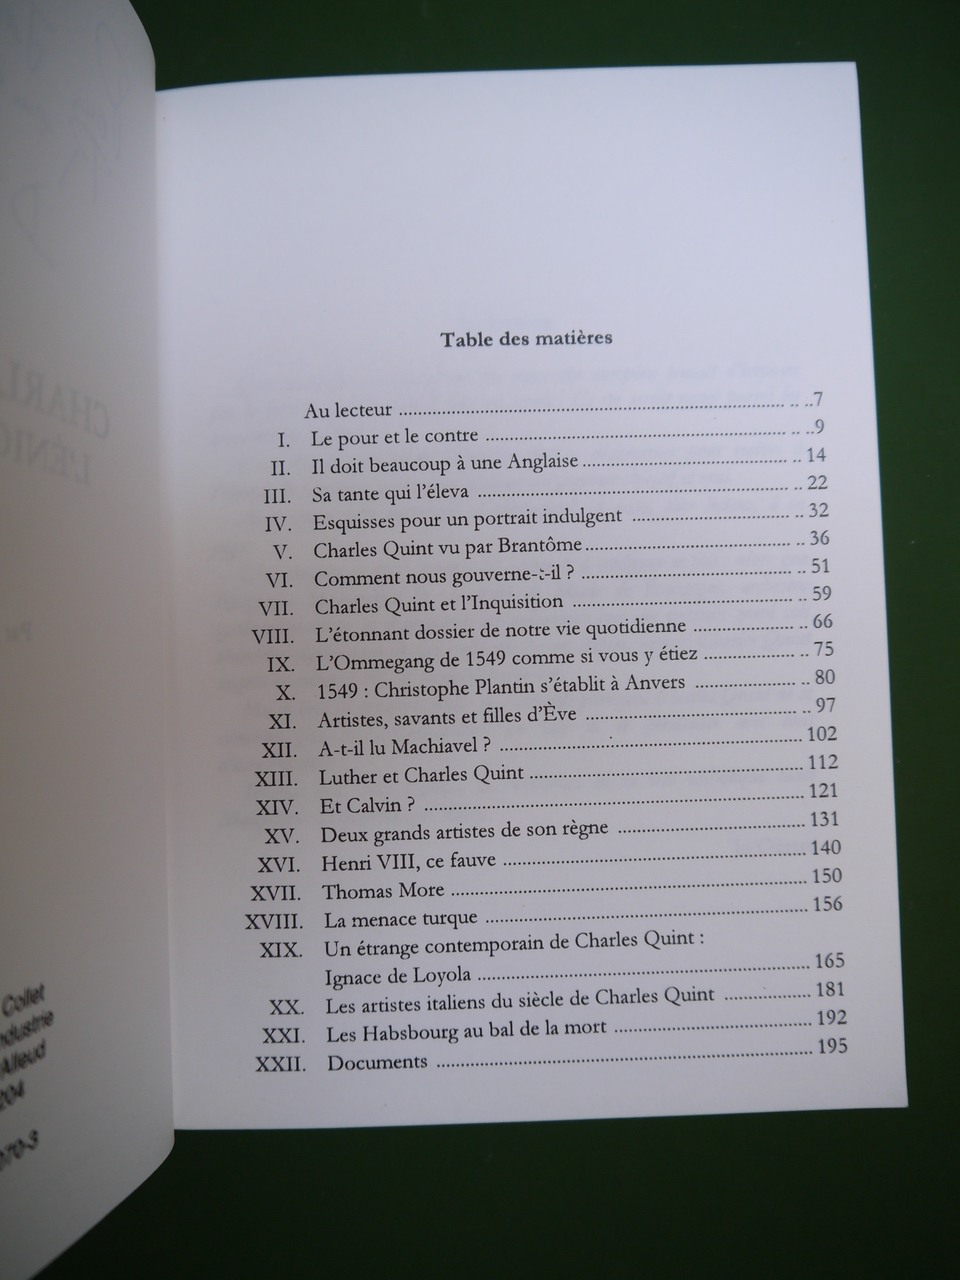 Table des matières
Au lecteur ........ 7
I. Le pour et le contre ........ 9
II. Il doit beaucoup à une Anglaise ........ 14
III. Sa tante qui l'éleva ........ 22
IV. Esquisses pour un portrait indulgent ........ 32
V. Charles Quint vu par Brantôme ........ 36
VI. Comment nous gouverne-t-il ? ........ 51
VII. Charles Quint et l'Inquisition ........ 59
VIII. L'étonnant dossier de notre vie quotidienne ........ 66
IX. L'Ommegang de 1549 comme si vous y étiez ........ 75
X. 1549 : Christophe Plantin s'établit à Anvers ........ 80
XI. Artistes, savants et filles d'Ève ........ 97
XII. A-t-il lu Machiavel ? ........ 102
XIII. Luther et Charles Quint ........ 112
XIV. Et Calvin ? ........ 121
XV. Deux grands artistes de son règne ........ 131
XVI. Henri VIII, ce fauve ........ 140
XVII. Thomas More ........ 150
XVIII. La menace turque ........ 156
XIX. Un étrange contemporain de Charles Quint :
Ignace de Loyola ........ 165
XX. Les artistes italiens du siècle de Charles Quint ........ 181
XXI. Les Habsbourg au bal de la mort ........ 192
XXII. Documents ........ 195
Collet
ndustrie
Alleud
204
070-3